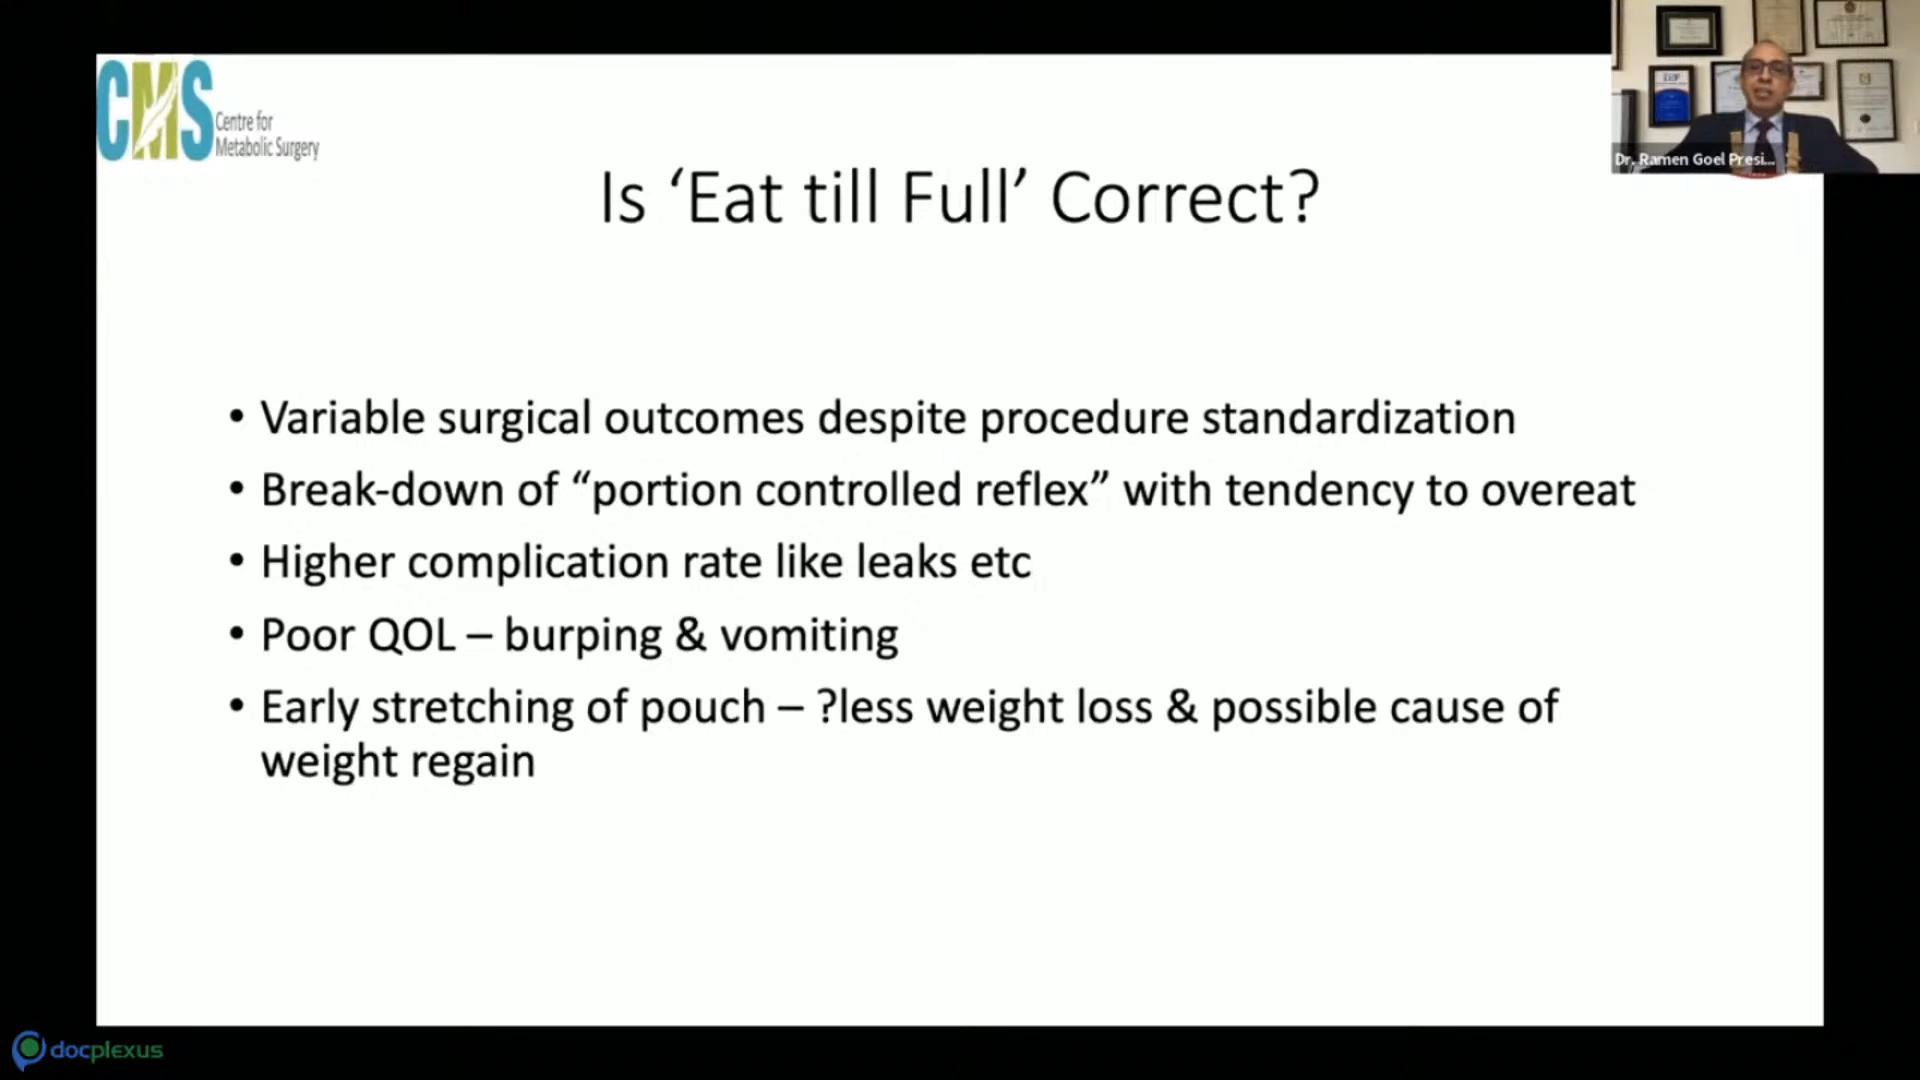 CMS
Centre for
Metabolic Surgery
Dr. Ramen Goel Presi...
Is ‘Eat till Full’ Correct?
• Variable surgical outcomes despite procedure standardization
• Break-down of “portion controlled reflex” with tendency to overeat
• Higher complication rate like leaks etc
• Poor QOL – burping & vomiting
• Early stretching of pouch – ?less weight loss & possible cause of
weight regain
docplexus